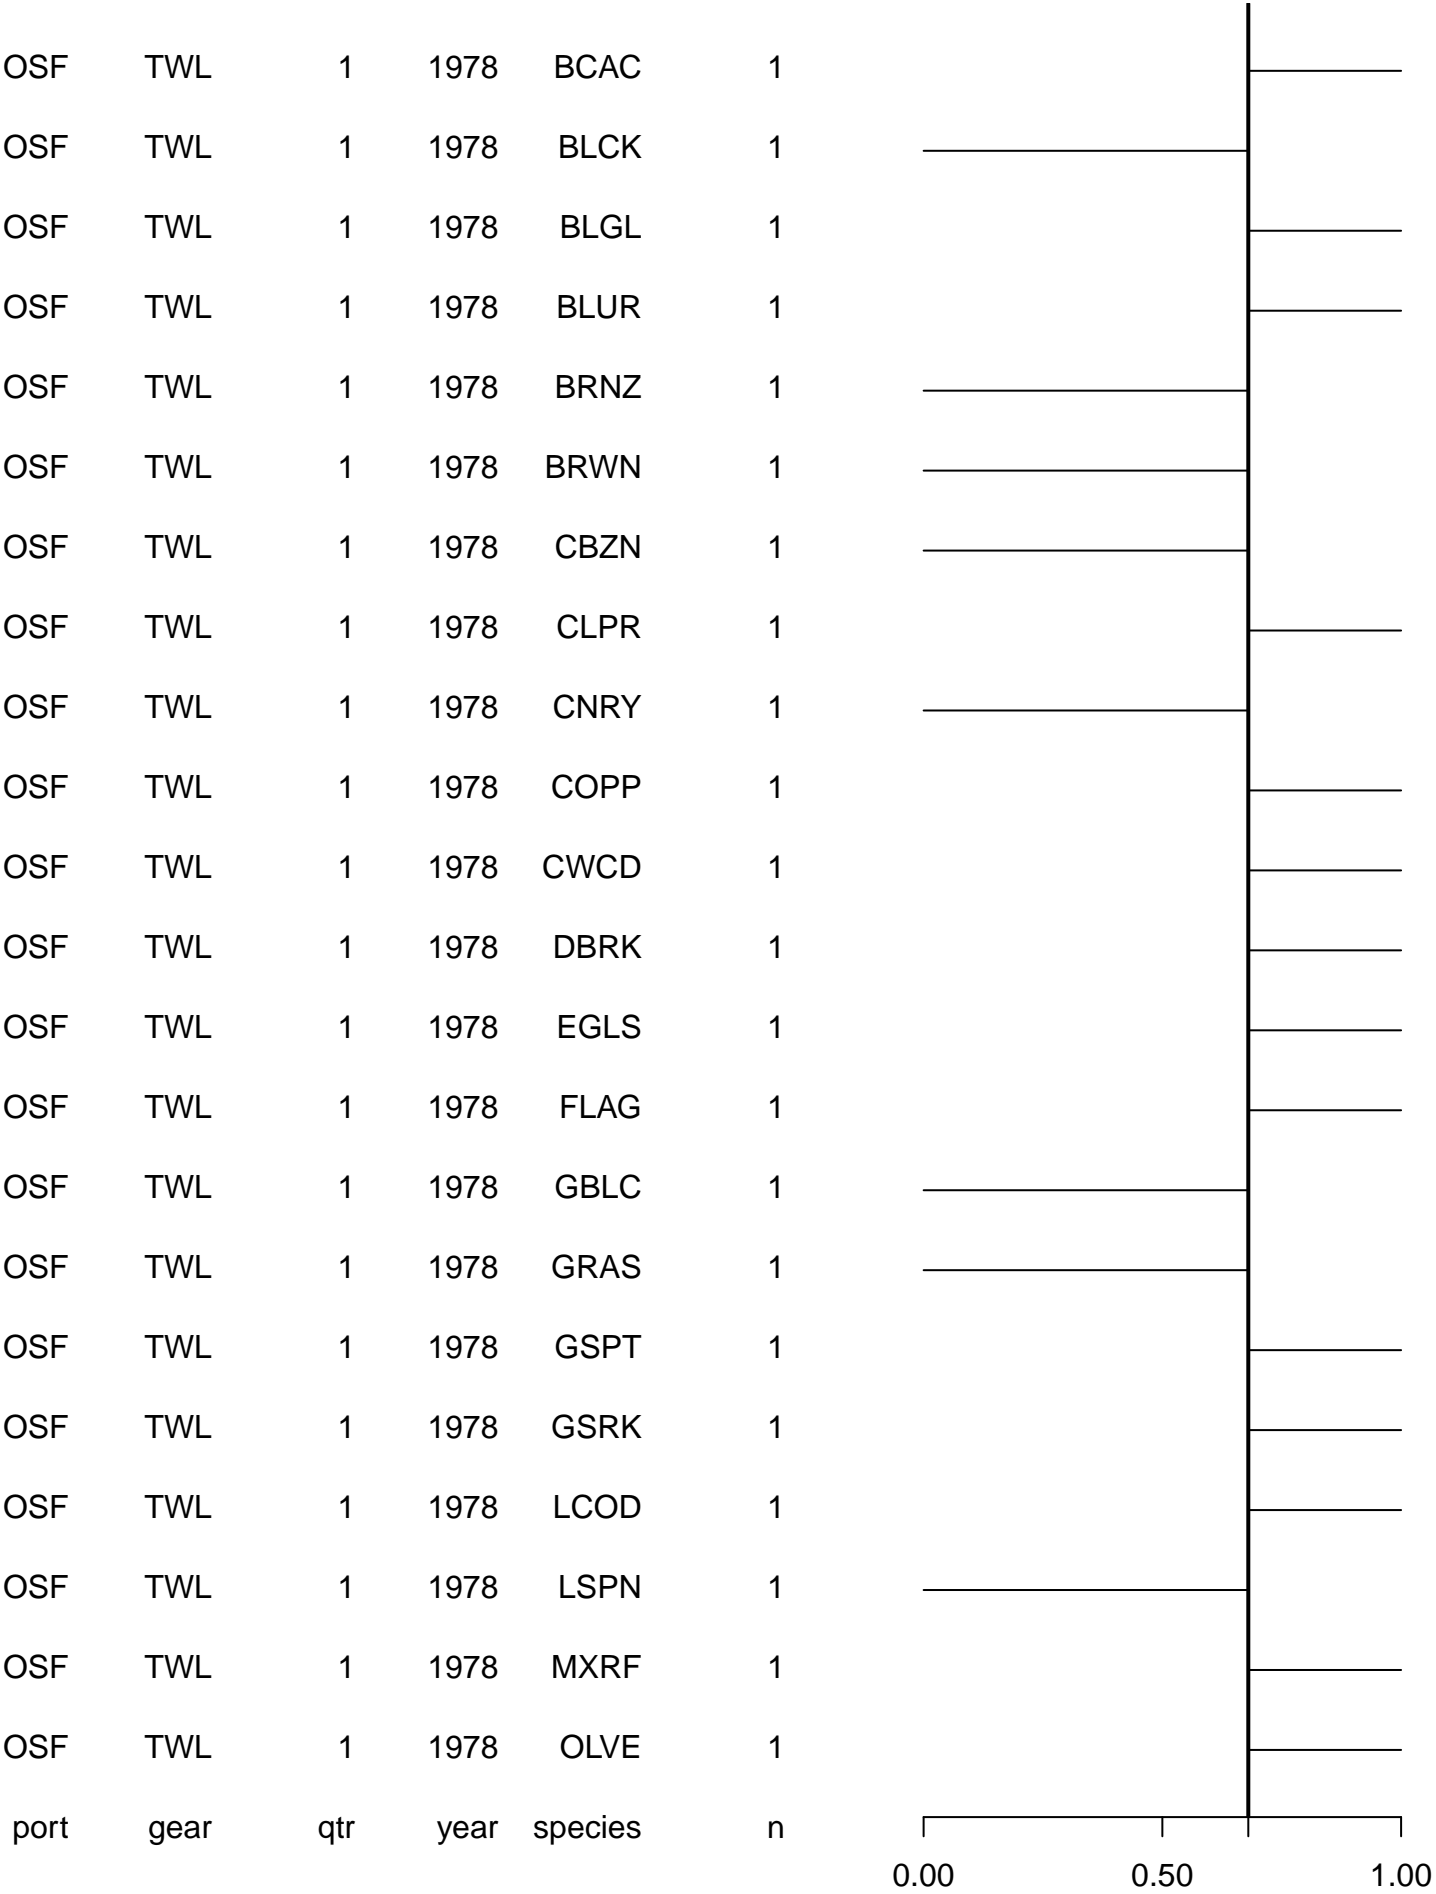 OSF TWL 1 1978 BCAC 1
OSF TWL 1 1978 BLCK 1
OSF TWL 1 1978 BLGL 1
OSF TWL 1 1978 BLUR 1
OSF TWL 1 1978 BRNZ 1
OSF TWL 1 1978 BRWN 1
OSF TWL 1 1978 CBZN 1
OSF TWL 1 1978 CLPR 1
OSF TWL 1 1978 CNRY 1
OSF TWL 1 1978 COPP 1
OSF TWL 1 1978 CWCD 1
OSF TWL 1 1978 DBRK 1
OSF TWL 1 1978 EGLS 1
OSF TWL 1 1978 FLAG 1
OSF TWL 1 1978 GBLC 1
OSF TWL 1 1978 GRAS 1
OSF TWL 1 1978 GSPT 1
OSF TWL 1 1978 GSRK 1
OSF TWL 1 1978 LCOD 1
OSF TWL 1 1978 LSPN 1
OSF TWL 1 1978 MXRF 1
OSF TWL 1 1978 OLVE 1
port gear qtr year species n
0.00 0.50 1.00